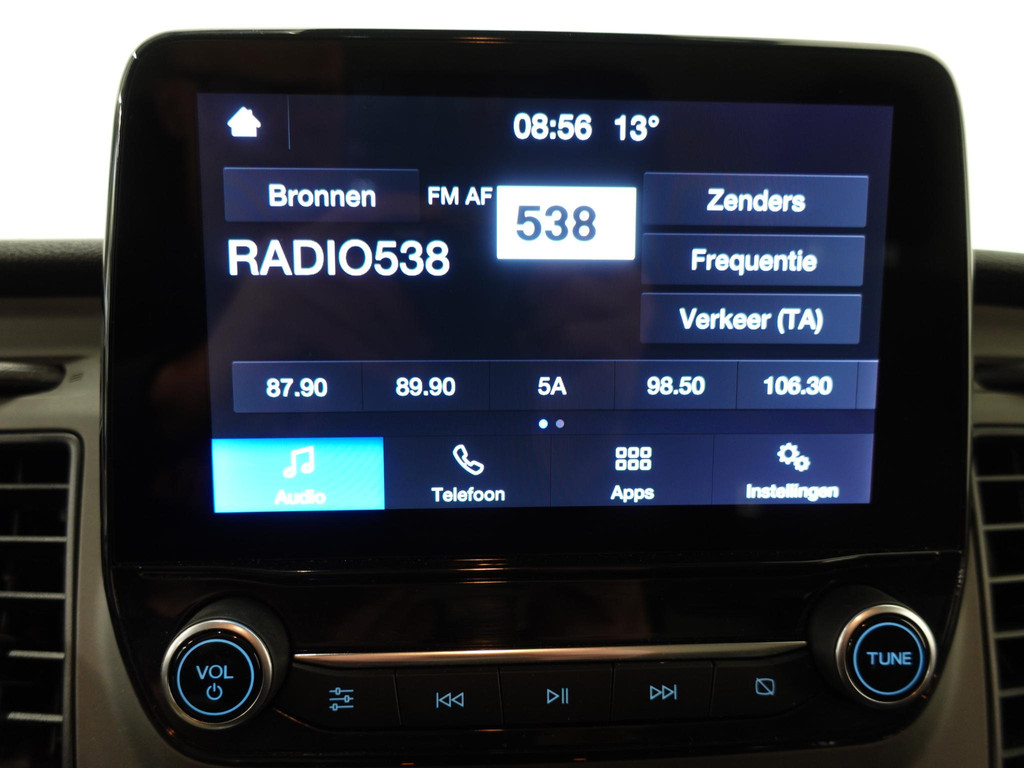 08:56 13°
Bronnen FM AF 538 Zenders
RADIO538 Frequentie
Verkeer (TA)
87.90 89.90 5A 98.50 106.30
Audio Telefoon Apps Instellingen
VOL TUNE